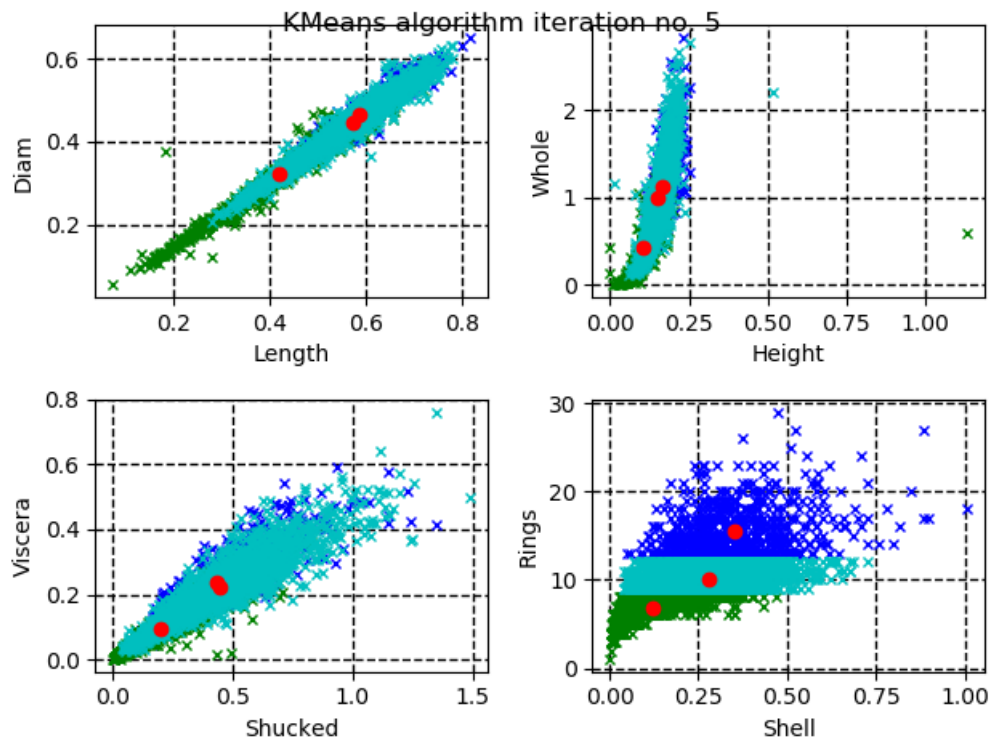 KMeans algorithm iteration no. 5
0.6
0.4
0.2
Diam
0.2 0.4 0.6 0.8
Length
2
1
0
Whole
0.00 0.25 0.50 0.75 1.00
Height
0.8
0.6
0.4
0.2
0.0
Viscera
0.0 0.5 1.0 1.5
Shucked
30
20
10
0
Rings
0.00 0.25 0.50 0.75 1.00
Shell